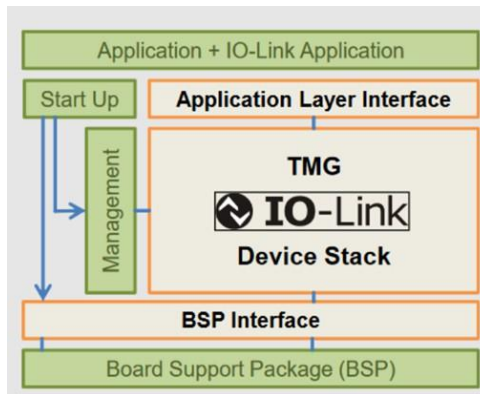 Application + IO-Link Application
Start Up
Application Layer Interface
Management
TMG
IO-Link
Device Stack
BSP Interface
Board Support Package (BSP)